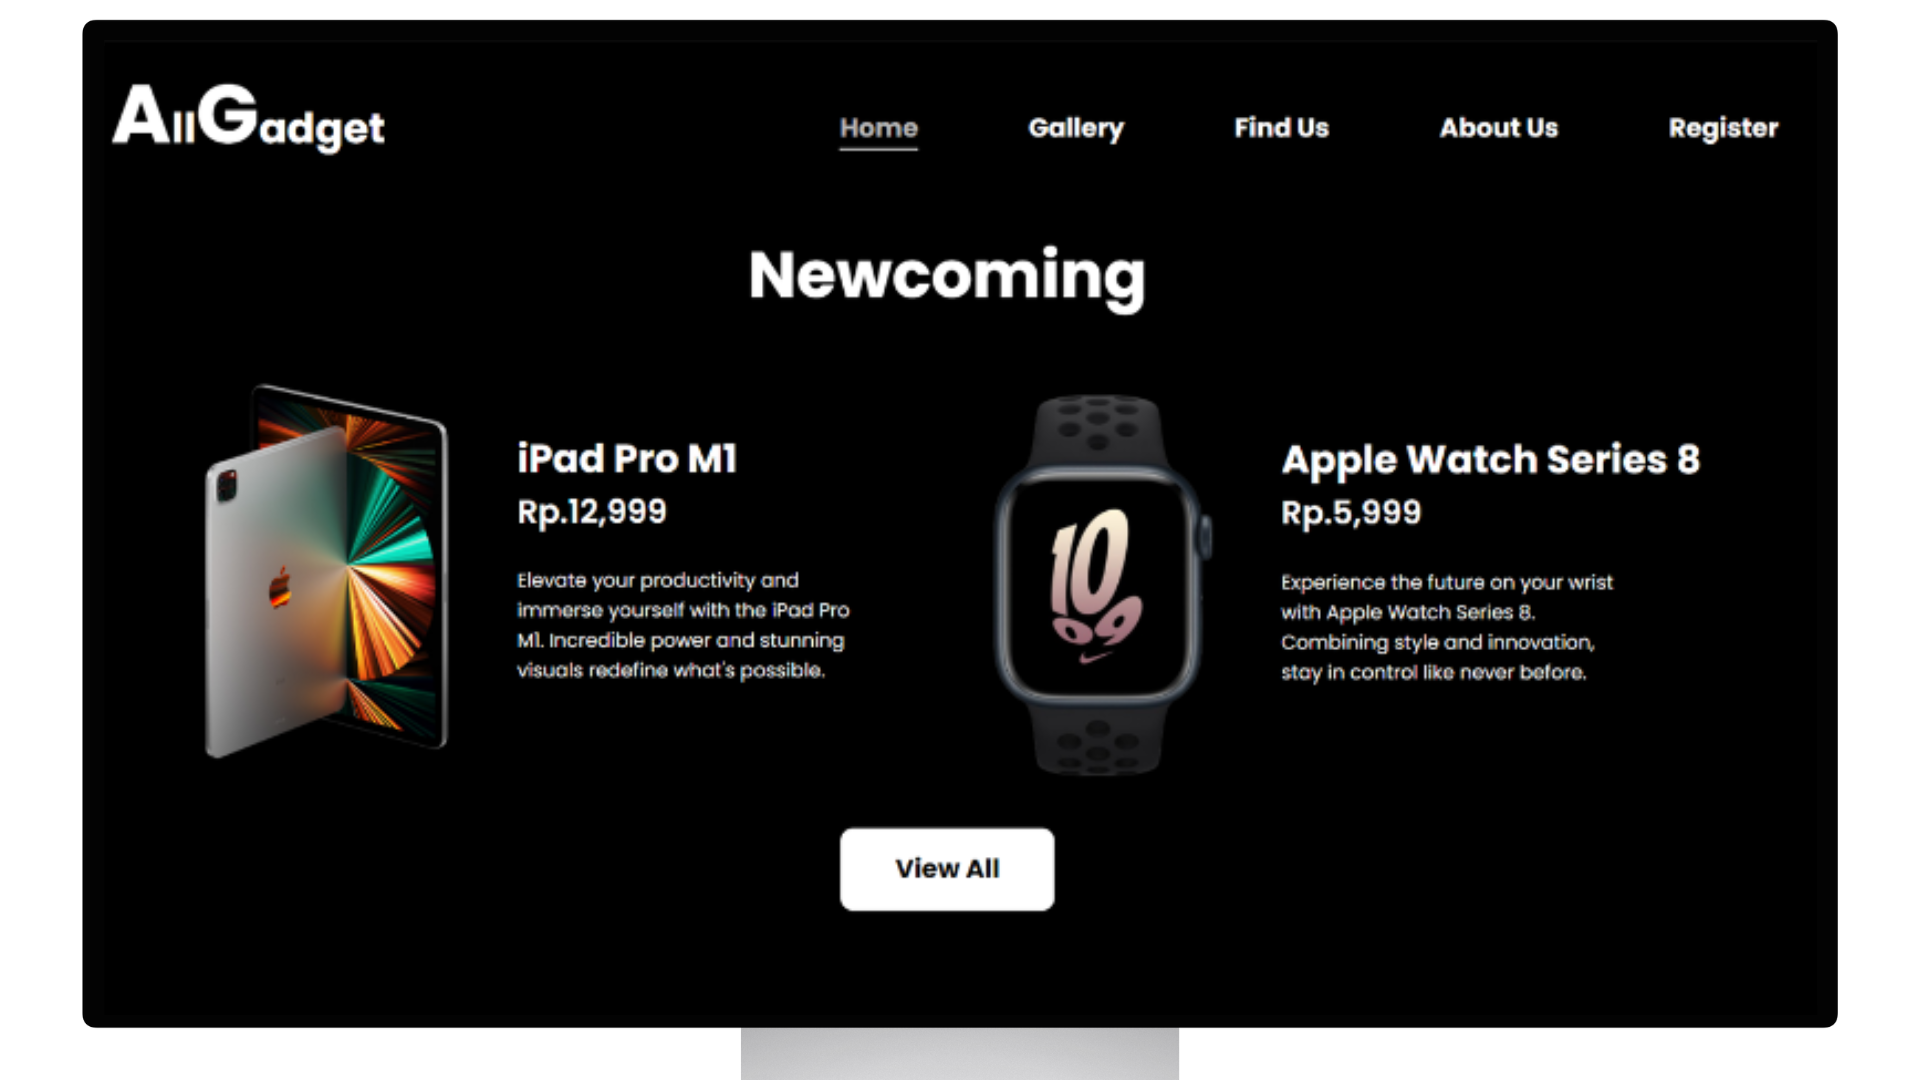 AllGadget
Home Gallery Find Us About Us Register
Newcoming
iPad Pro M1
Rp.12,999
Elevate your productivity and
immerse yourself with the iPad Pro
M1. Incredible power and stunning
visuals redefine what's possible.
10
09
Apple Watch Series 8
Rp.5,999
Experience the future on your wrist
with Apple Watch Series 8.
Combining style and innovation,
stay in control like never before.
View All